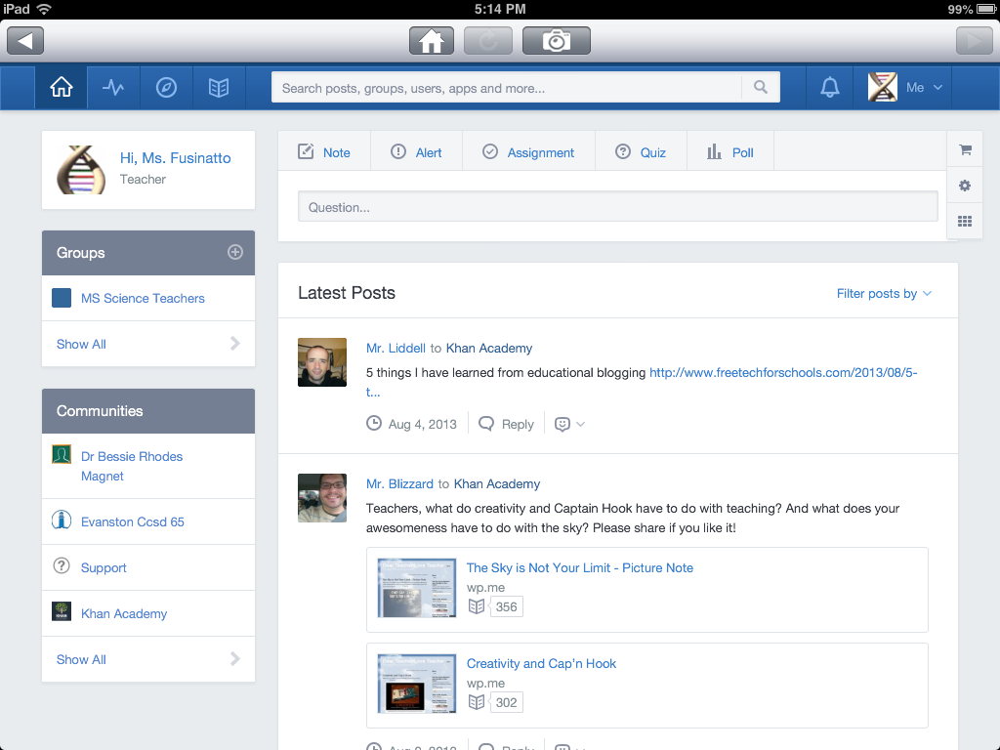 iPad 5:14 PM 99%
Search posts, groups, users, apps and more...
Me
Hi, Ms. Fusinatto
Teacher
Groups
MS Science Teachers
Show All
Communities
Dr Bessie Rhodes
Magnet
Evanston Ccsd 65
Support
Khan Academy
Show All
Note Alert Assignment Quiz Poll
Question...
Latest Posts Filter posts by
Mr. Liddell to Khan Academy
5 things I have learned from educational blogging http://www.freetechforschools.com/2013/08/5-
t...
Aug 4, 2013 Reply
Mr. Blizzard to Khan Academy
Teachers, what do creativity and Captain Hook have to do with teaching? And what does your
awesomeness have to do with the sky? Please share if you like it!
The Sky is Not Your Limit - Picture Note
wp.me
356
Creativity and Cap'n Hook
wp.me
302